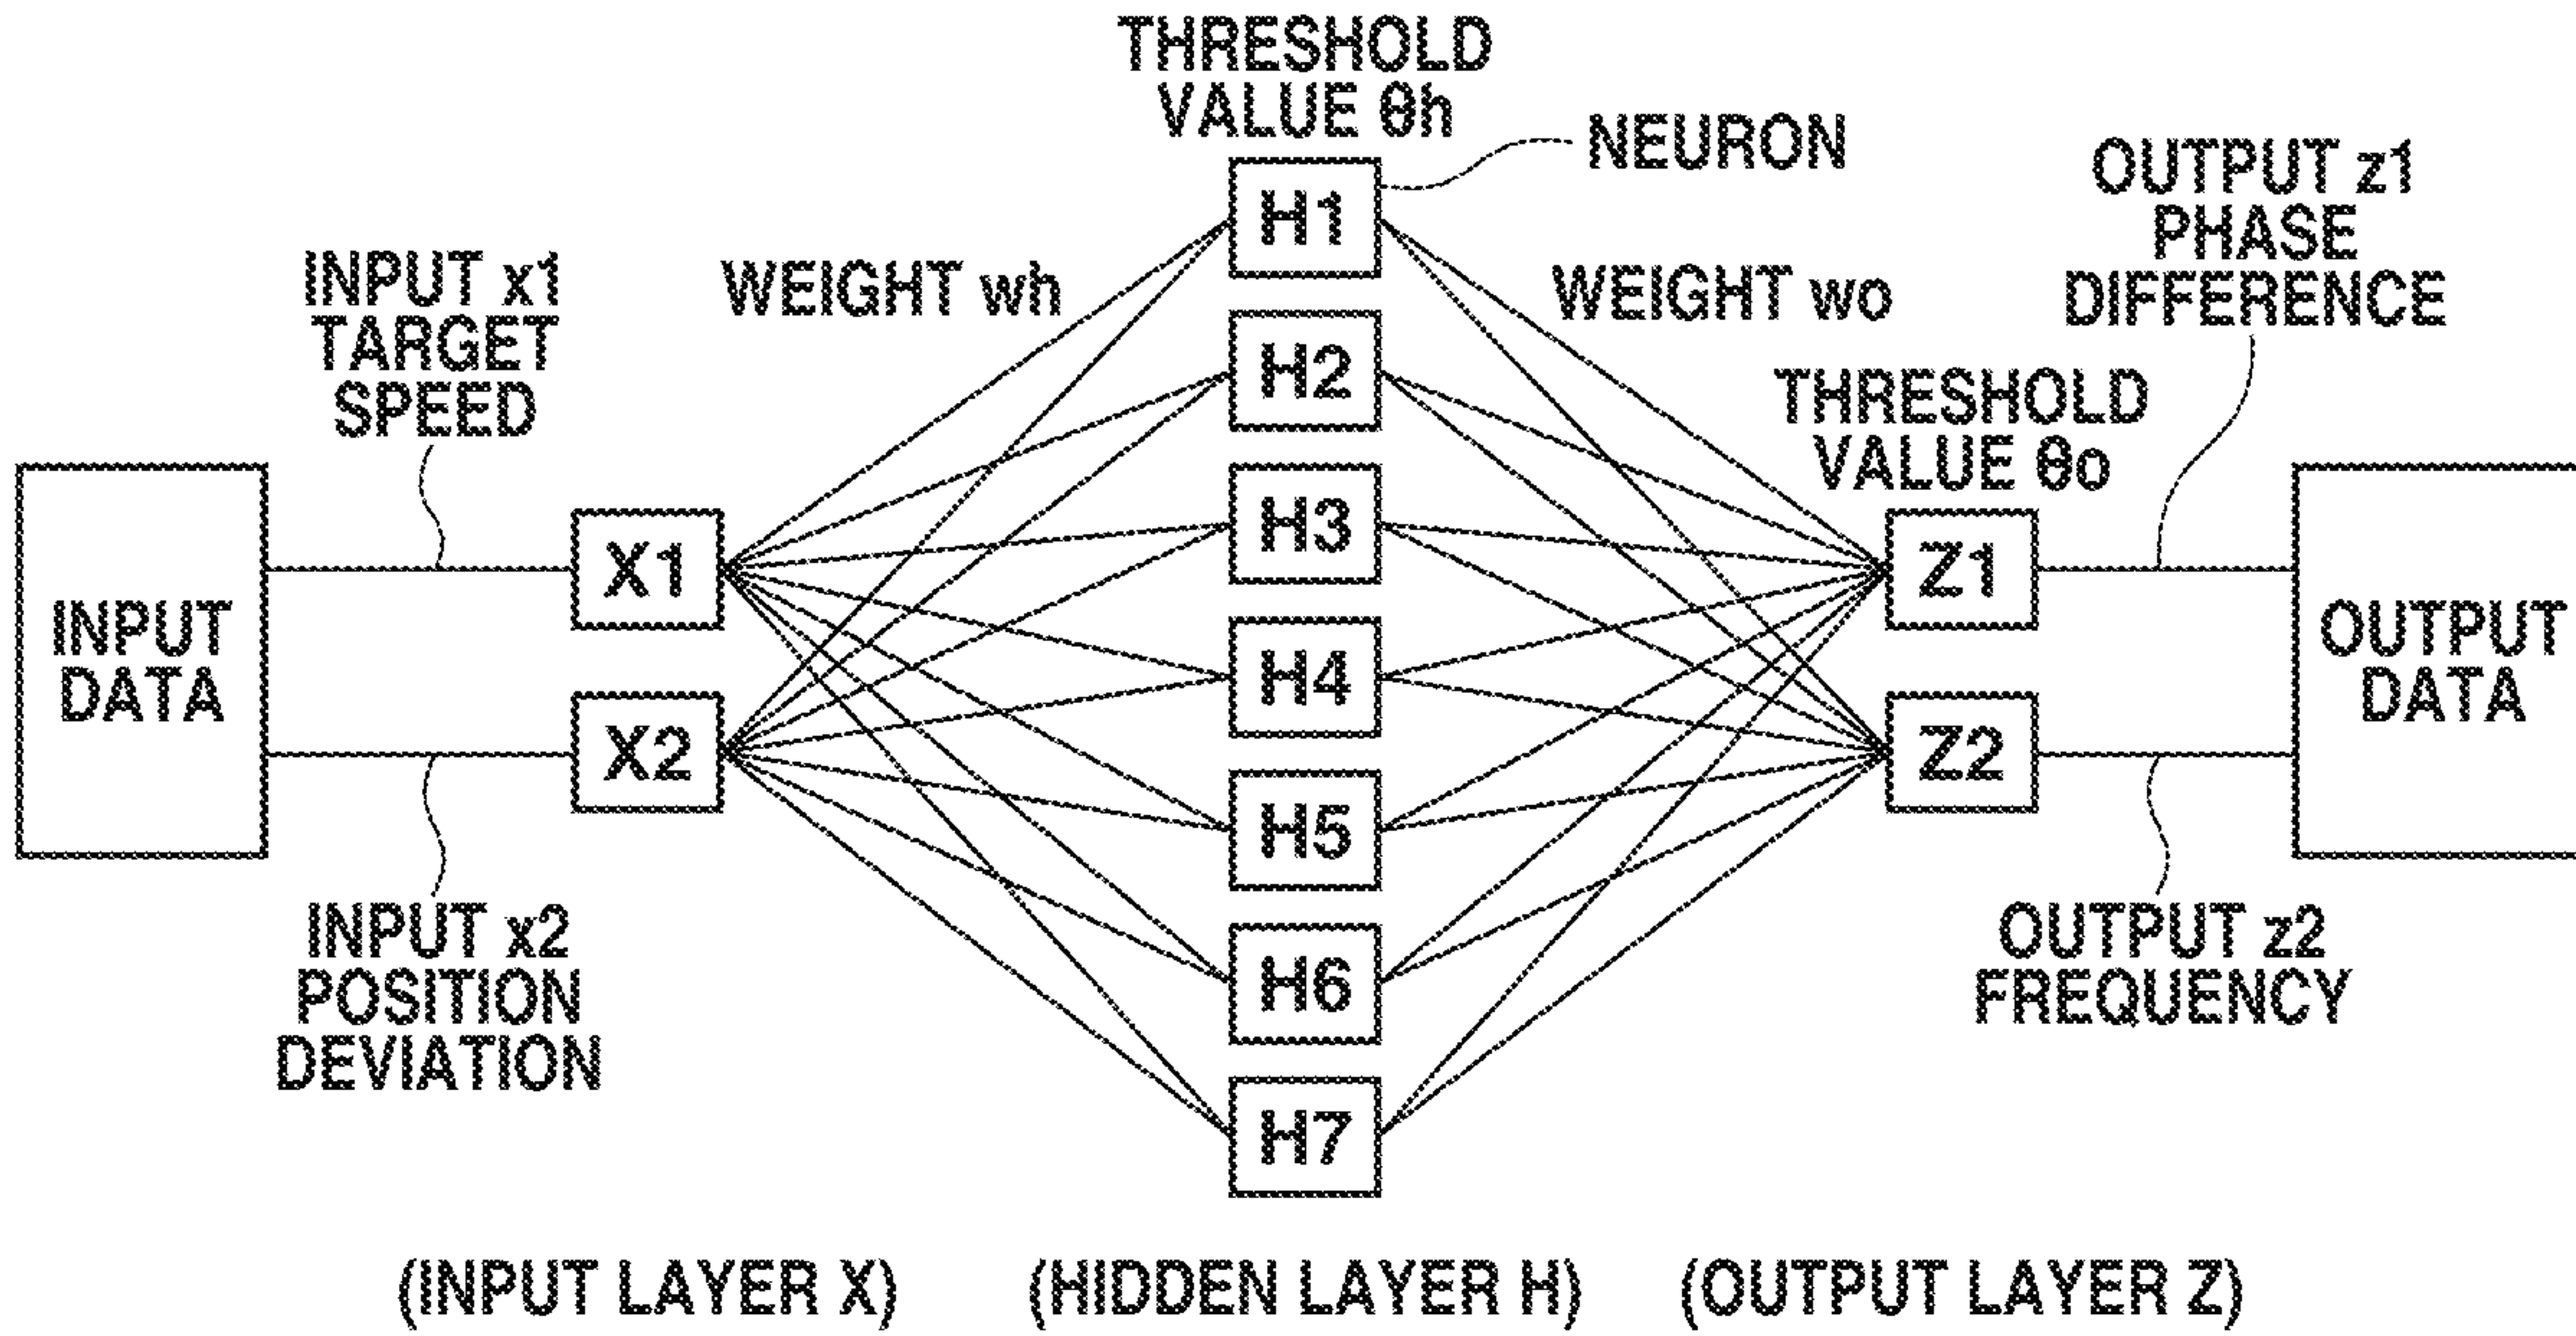 THRESHOLD
VALUE θh
NEURON
H1
OUTPUT z1
PHASE
DIFFERENCE
INPUT x1
TARGET
SPEED
WEIGHT wh
WEIGHT wo
H2
THRESHOLD
VALUE θo
H3
X1
Z1
INPUT
DATA
H4
OUTPUT
DATA
X2
Z2
H5
INPUT x2
POSITION
DEVIATION
H6
OUTPUT z2
FREQUENCY
H7
(INPUT LAYER X)
(HIDDEN LAYER H)
(OUTPUT LAYER Z)